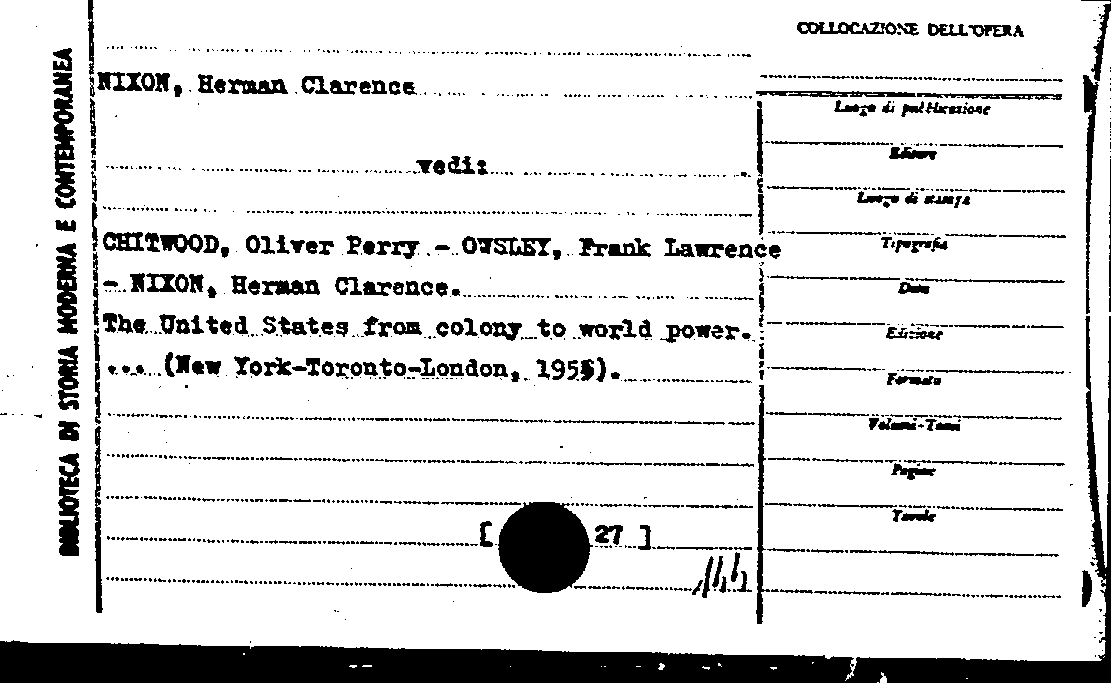 COLLOCAZIONE DELL'OPERA
BIBLIOTECA DI STORIA MODERNA E CONTEMPORANEA
NIXON, Herman Clarence
vedi:
CHITWOOD, Oliver Perry - OWSLEY, Frank Lawrence
- NIXON, Herman Clarence.
The United States from colony to world power.
... (New York-Toronto-London, 1955).
[ 27 ]
Luogo di pubblicazione
Editore
Luogo di stampa
Tipografia
Data
Edizione
Formato
Volumi-Tomi
Pagine
Tavole